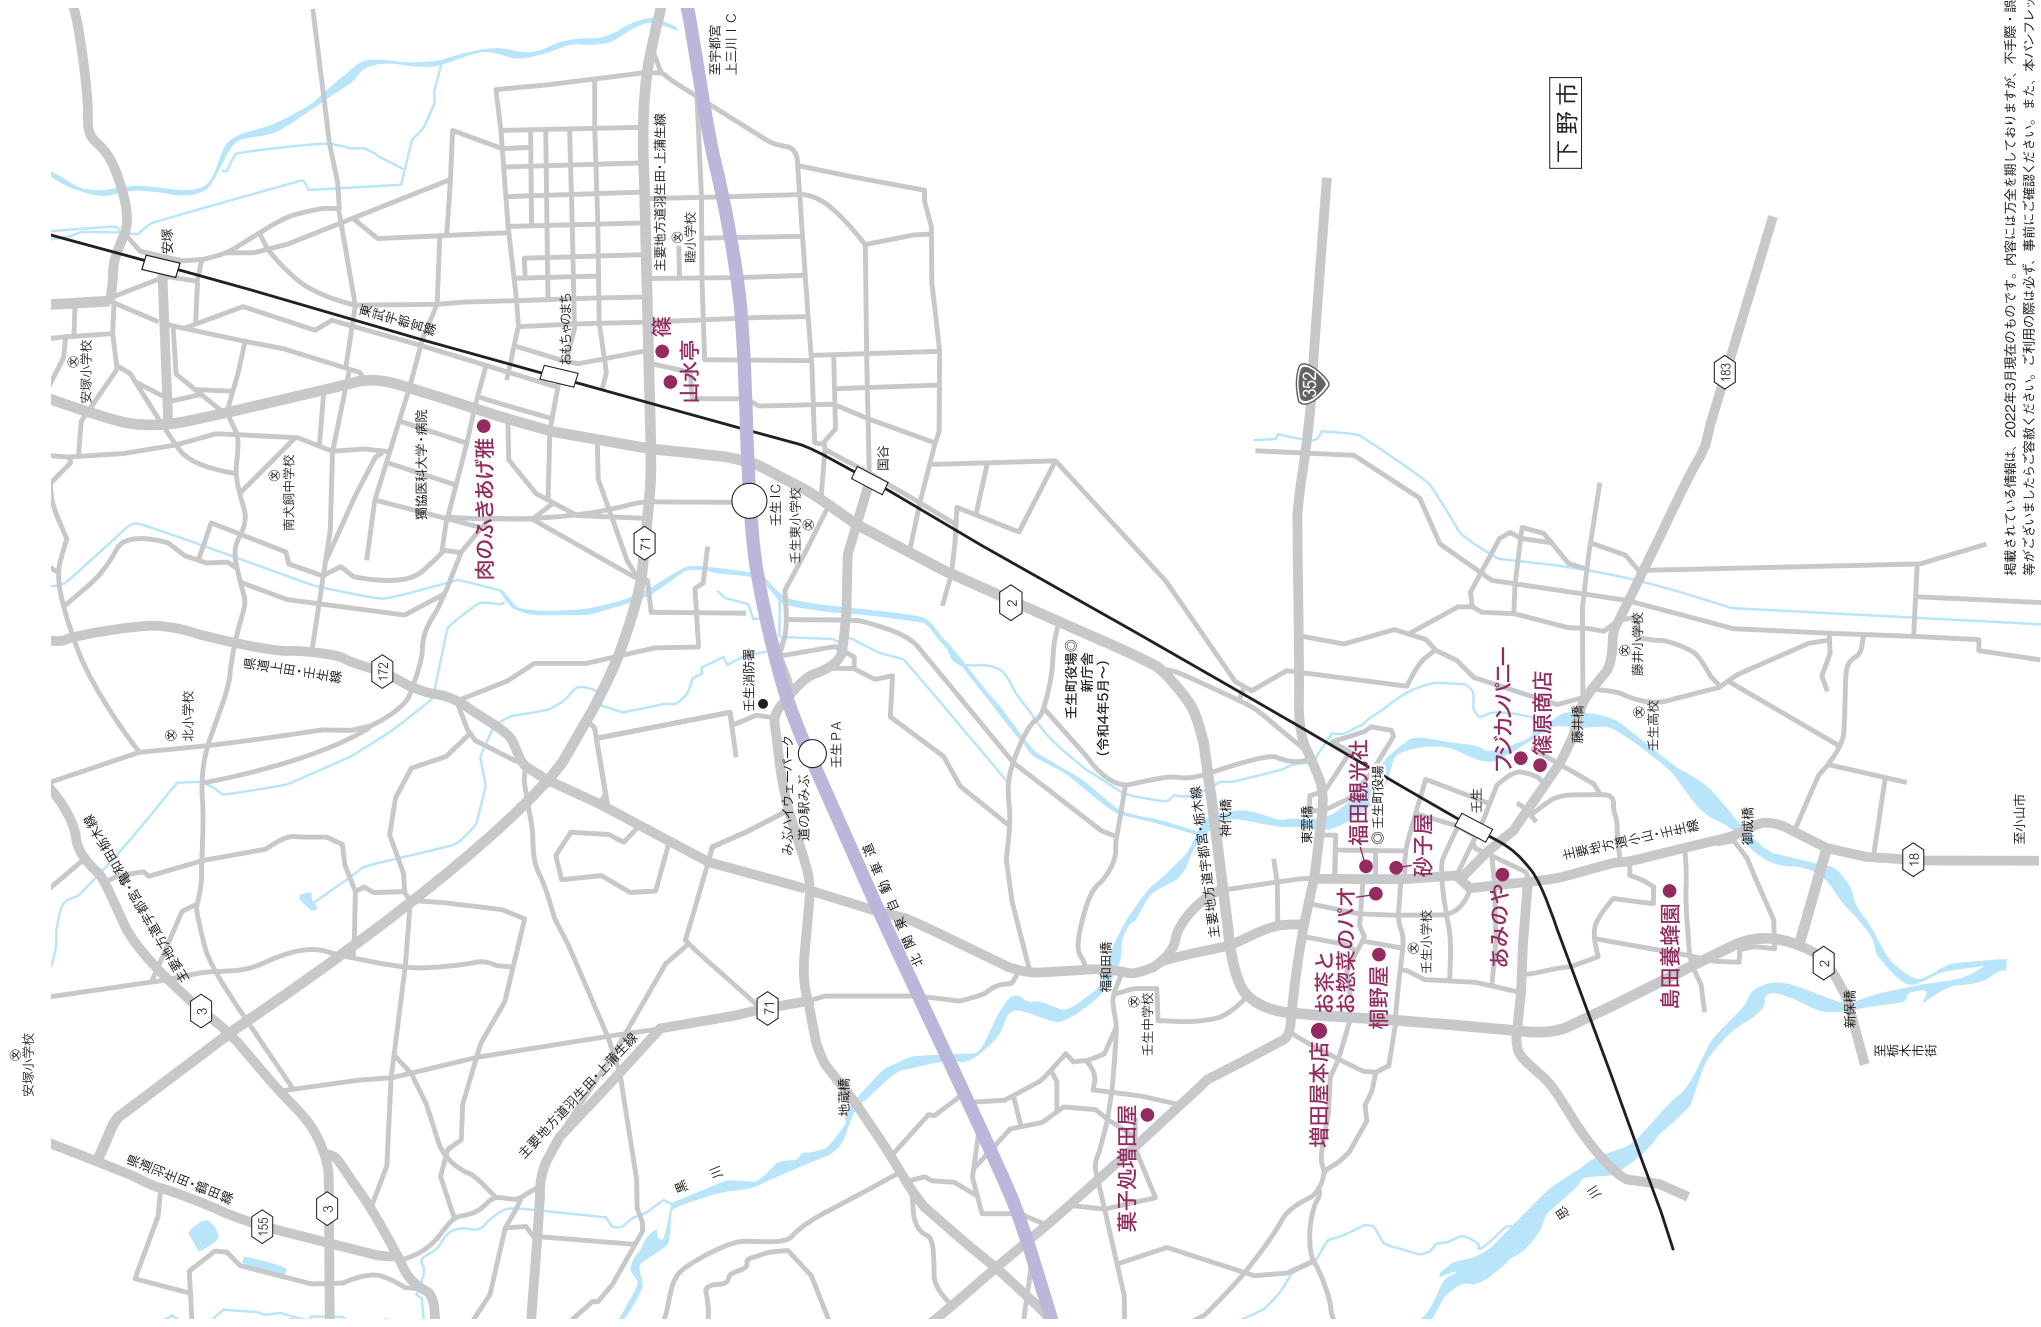 安塚小学校
安塚小学校
安塚
東武宇都宮線
南犬飼中学校
獨協医科大学・病院
肉のふきあげ雅
おもちゃのまち
主要地方道羽生田・上蒲生線
睦小学校
篠
山水亭
至宇都宮
上三川ＩＣ
71
壬生ＩＣ
壬生東小学校
国谷
2
県道上田・壬生線
172
北小学校
壬生消防署
みぶハイウェーパーク
道の駅みぶ
壬生ＰＡ
北関東自動車道
壬生町役場◎
新庁舎
（令和4年5月～）
主要地方道宇都宮・亀和田栃木線
3
71
主要地方道羽生田・上蒲生線
県道羽生田・鶴田線
155
3
地蔵橋
黒川
福和田橋
壬生中学校
菓子処増田屋
主要地方道宇都宮・栃木線
神代橋
東雲橋
福田観光社
◎壬生町役場
砂子屋
お茶と
お惣菜のパオ
桐野屋
増田屋本店
壬生小学校
あみのや
壬生
フジカンパニー
篠原商店
藤井橋
藤井小学校
壬生高校
主要地方道小山・壬生線
御成橋
島田養蜂園
18
2
新保橋
至栃木市街
至小山市
思川
352
183
下野市
掲載されている情報は、2022年3月現在のものです。内容には万全を期しておりますが、不手際・誤
等がございましたらご容赦ください。ご利用の際は必ず、事前にご確認ください。また、本パンフレッ